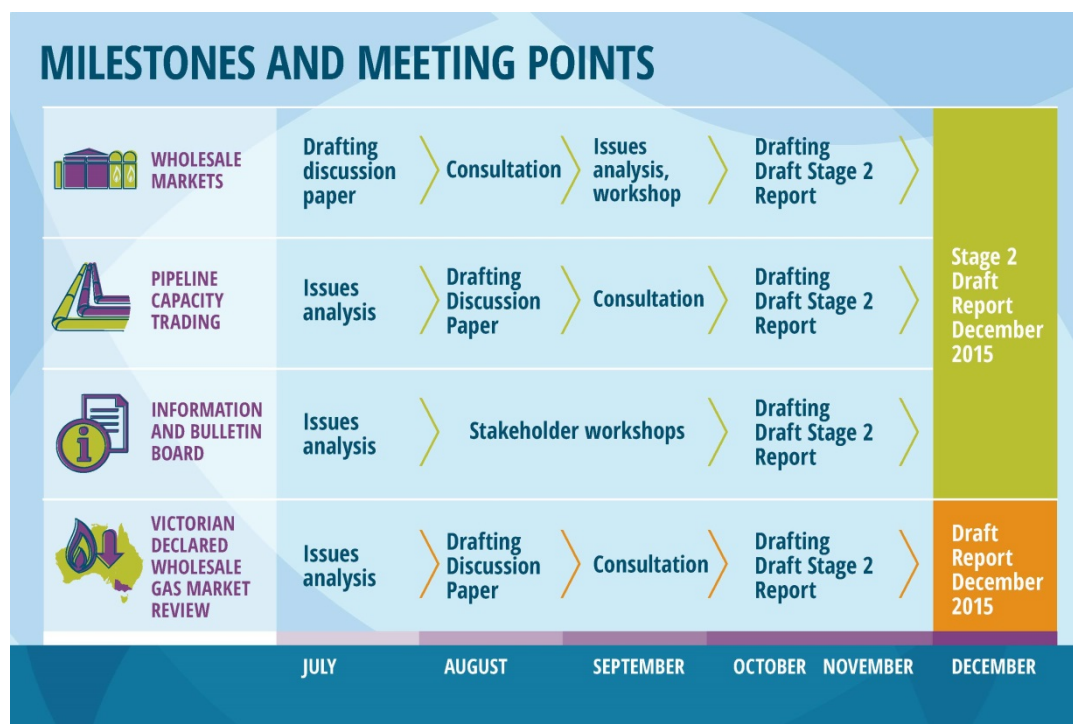 MILESTONES AND MEETING POINTS
WHOLESALE
MARKETS
Drafting
discussion
paper
Consultation
Issues
analysis,
workshop
Drafting
Draft Stage 2
Report
PIPELINE
CAPACITY
TRADING
Issues
analysis
Drafting
Discussion
Paper
Consultation
Drafting
Draft Stage 2
Report
Stage 2
Draft
Report
December
2015
INFORMATION
AND BULLETIN
BOARD
Issues
analysis
Stakeholder workshops
Drafting
Draft Stage 2
Report
VICTORIAN
DECLARED
WHOLESALE
GAS MARKET
REVIEW
Issues
analysis
Drafting
Discussion
Paper
Consultation
Drafting
Draft Stage 2
Report
Draft
Report
December
2015
JULY
AUGUST
SEPTEMBER
OCTOBER
NOVEMBER
DECEMBER